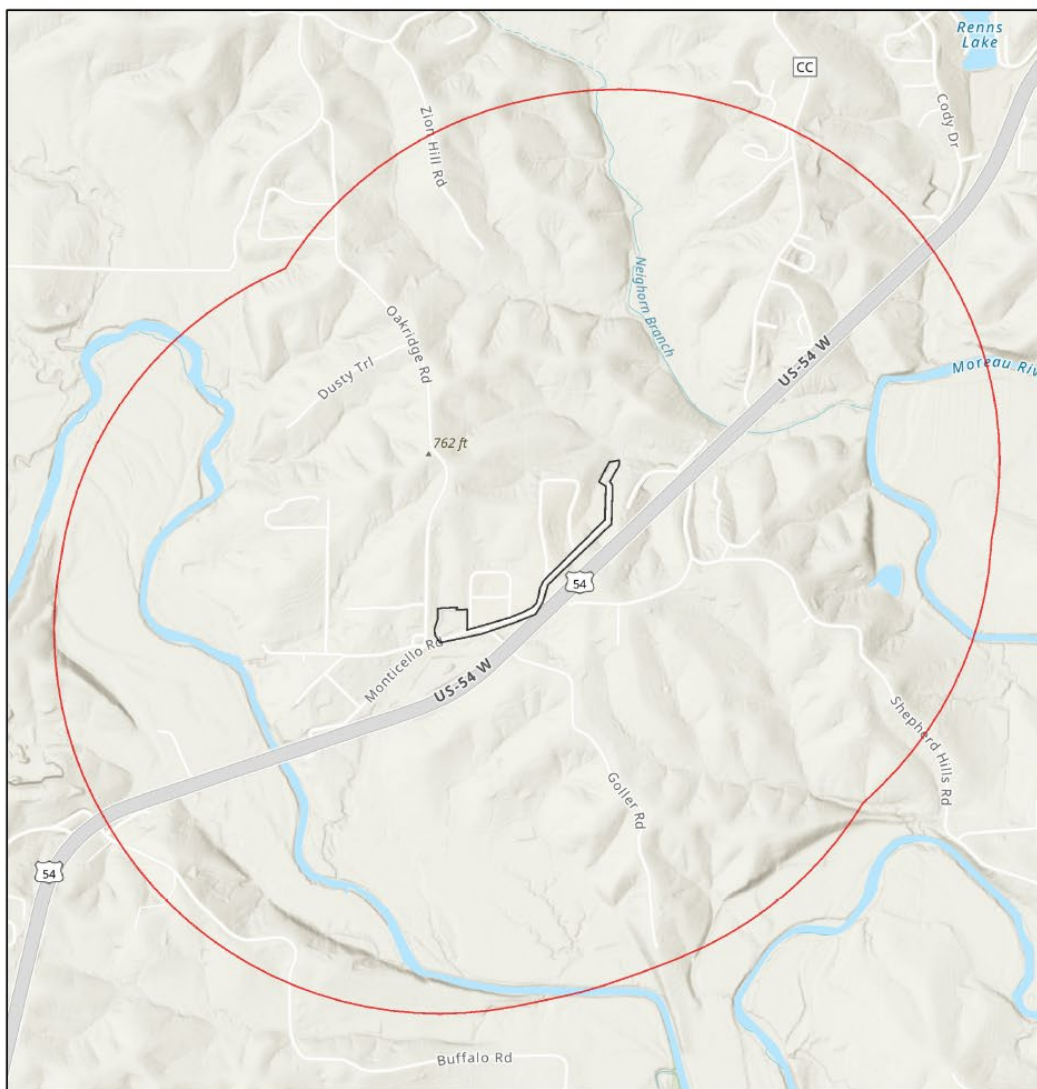 Renns
Lake
CC
Cody Dr
Zion Hill Rd
Neighorn Branch
Oakridge Rd
US-54 W
Moreau Riv
Dusty Trl
762 ft
54
Monticello Rd
US-54 W
Shepherd Hills Rd
Goller Rd
54
Buffalo Rd